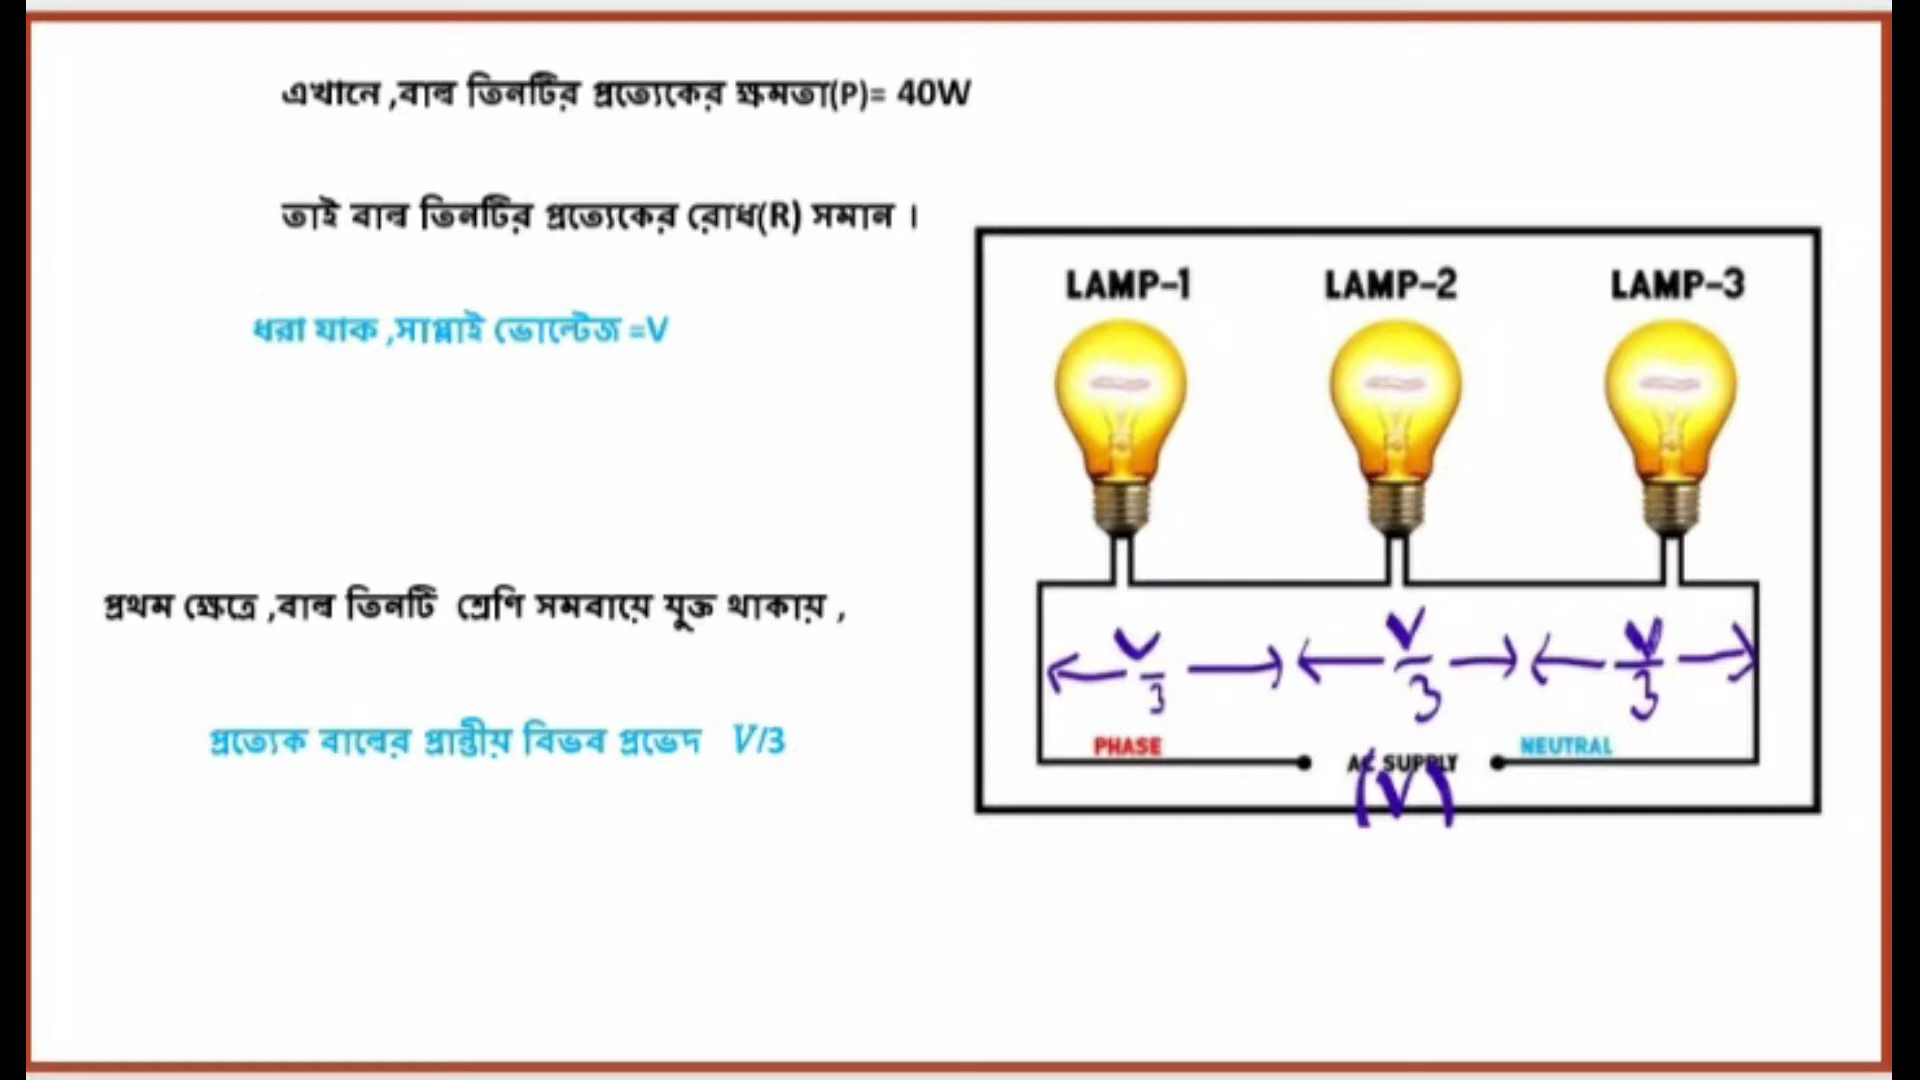 এখানে ,বাল্ব তিনটির প্রত্যেকের ক্ষমতা(P)= 40W
তাই বাল্ব তিনটির প্রত্যেকের রোধ(R) সমান ।
ধরা যাক ,সাপ্লাই ভোল্টেজ =V
প্রথম ক্ষেত্রে ,বাল্ব তিনটি শ্রেণি সমবায়ে যুক্ত থাকায় ,
প্রত্যেক বাল্বের প্রান্তীয় বিভব প্রভেদ V/3
LAMP-1 LAMP-2 LAMP-3
V/3 V/3 V/3
PHASE AC SUPPLY NEUTRAL
(V)